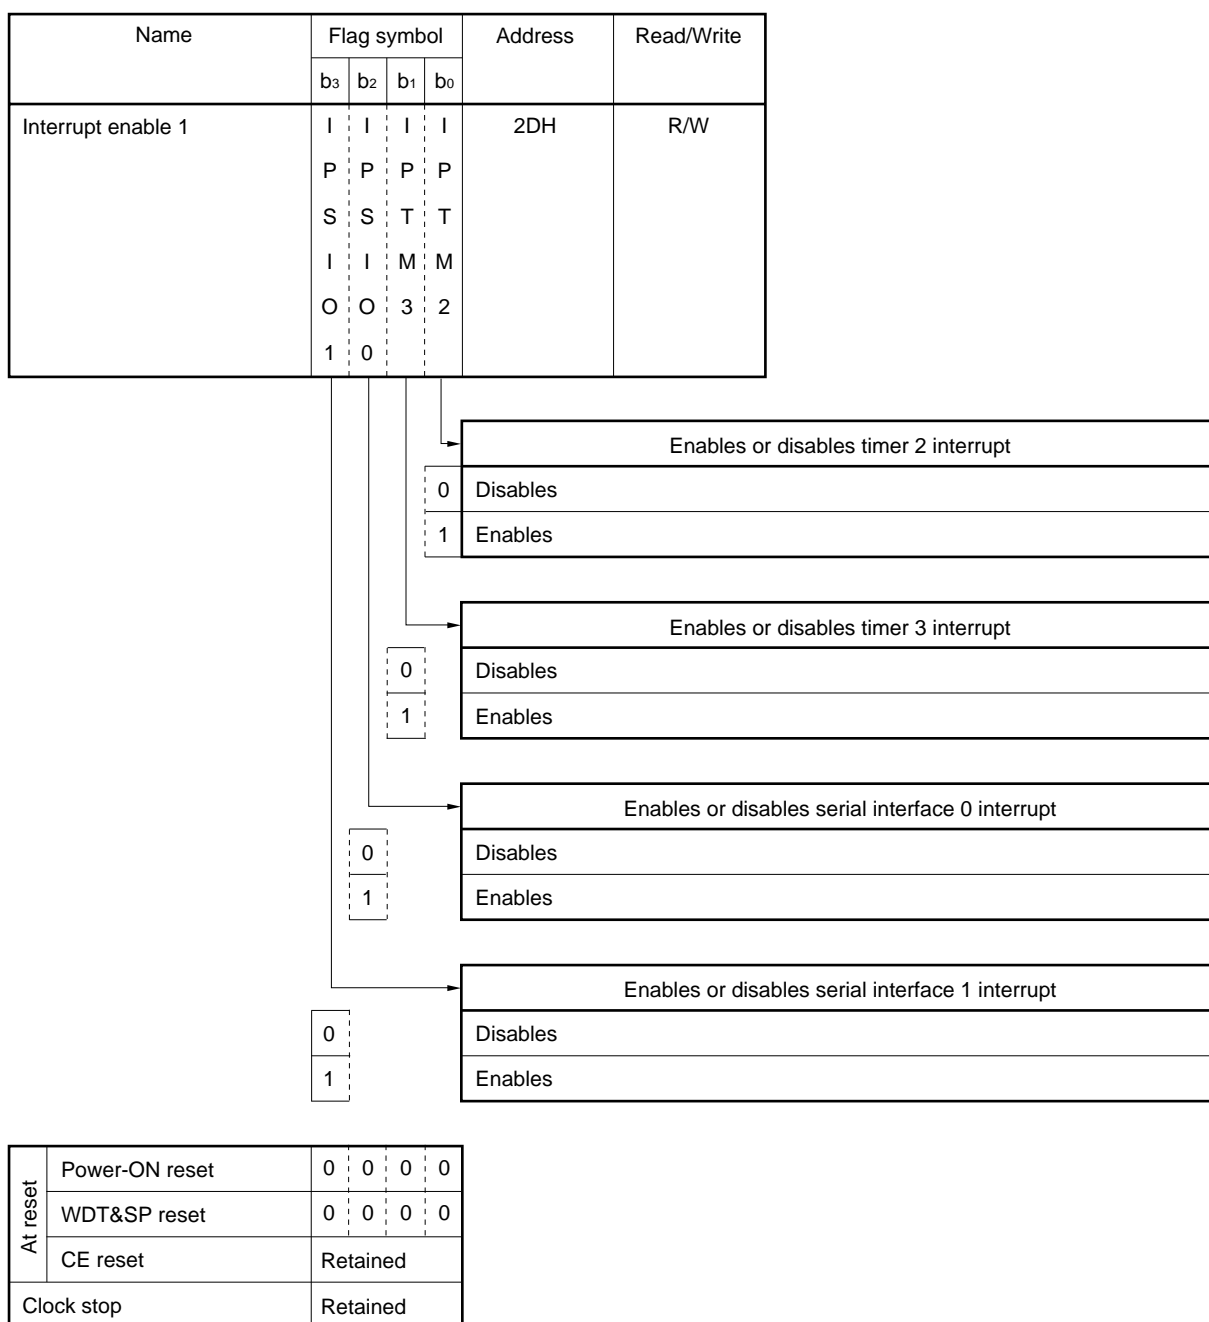 Name Flag symbol Address Read/Write
b3 b2 b1 b0
Interrupt enable 1 I I I I 2DH R/W
P P P P
S S T T
I I M M
O O 3 2
1 0
Enables or disables timer 2 interrupt
0 Disables
1 Enables
Enables or disables timer 3 interrupt
0 Disables
1 Enables
Enables or disables serial interface 0 interrupt
0 Disables
1 Enables
Enables or disables serial interface 1 interrupt
0 Disables
1 Enables
At reset
Power-ON reset 0 0 0 0
WDT&SP reset 0 0 0 0
CE reset Retained
Clock stop Retained